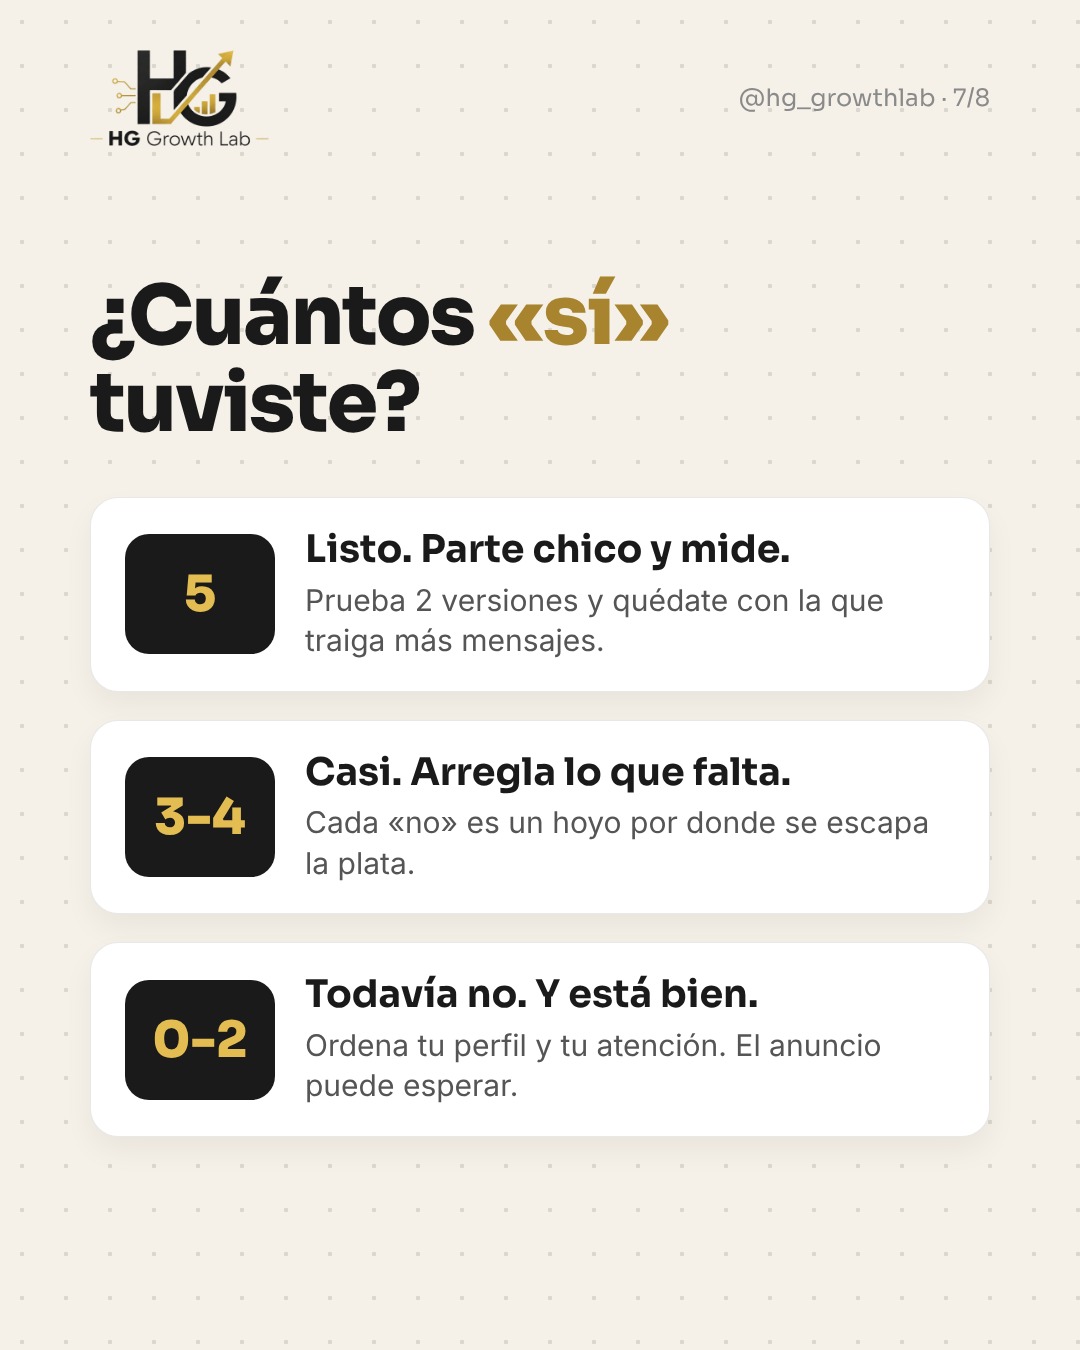 HG
HG Growth Lab
@hg_growthlab · 7/8
¿Cuántos «sí»
tuviste?
5
Listo. Parte chico y mide.
Prueba 2 versiones y quédate con la que
traiga más mensajes.
3–4
Casi. Arregla lo que falta.
Cada «no» es un hoyo por donde se escapa
la plata.
0–2
Todavía no. Y está bien.
Ordena tu perfil y tu atención. El anuncio
puede esperar.